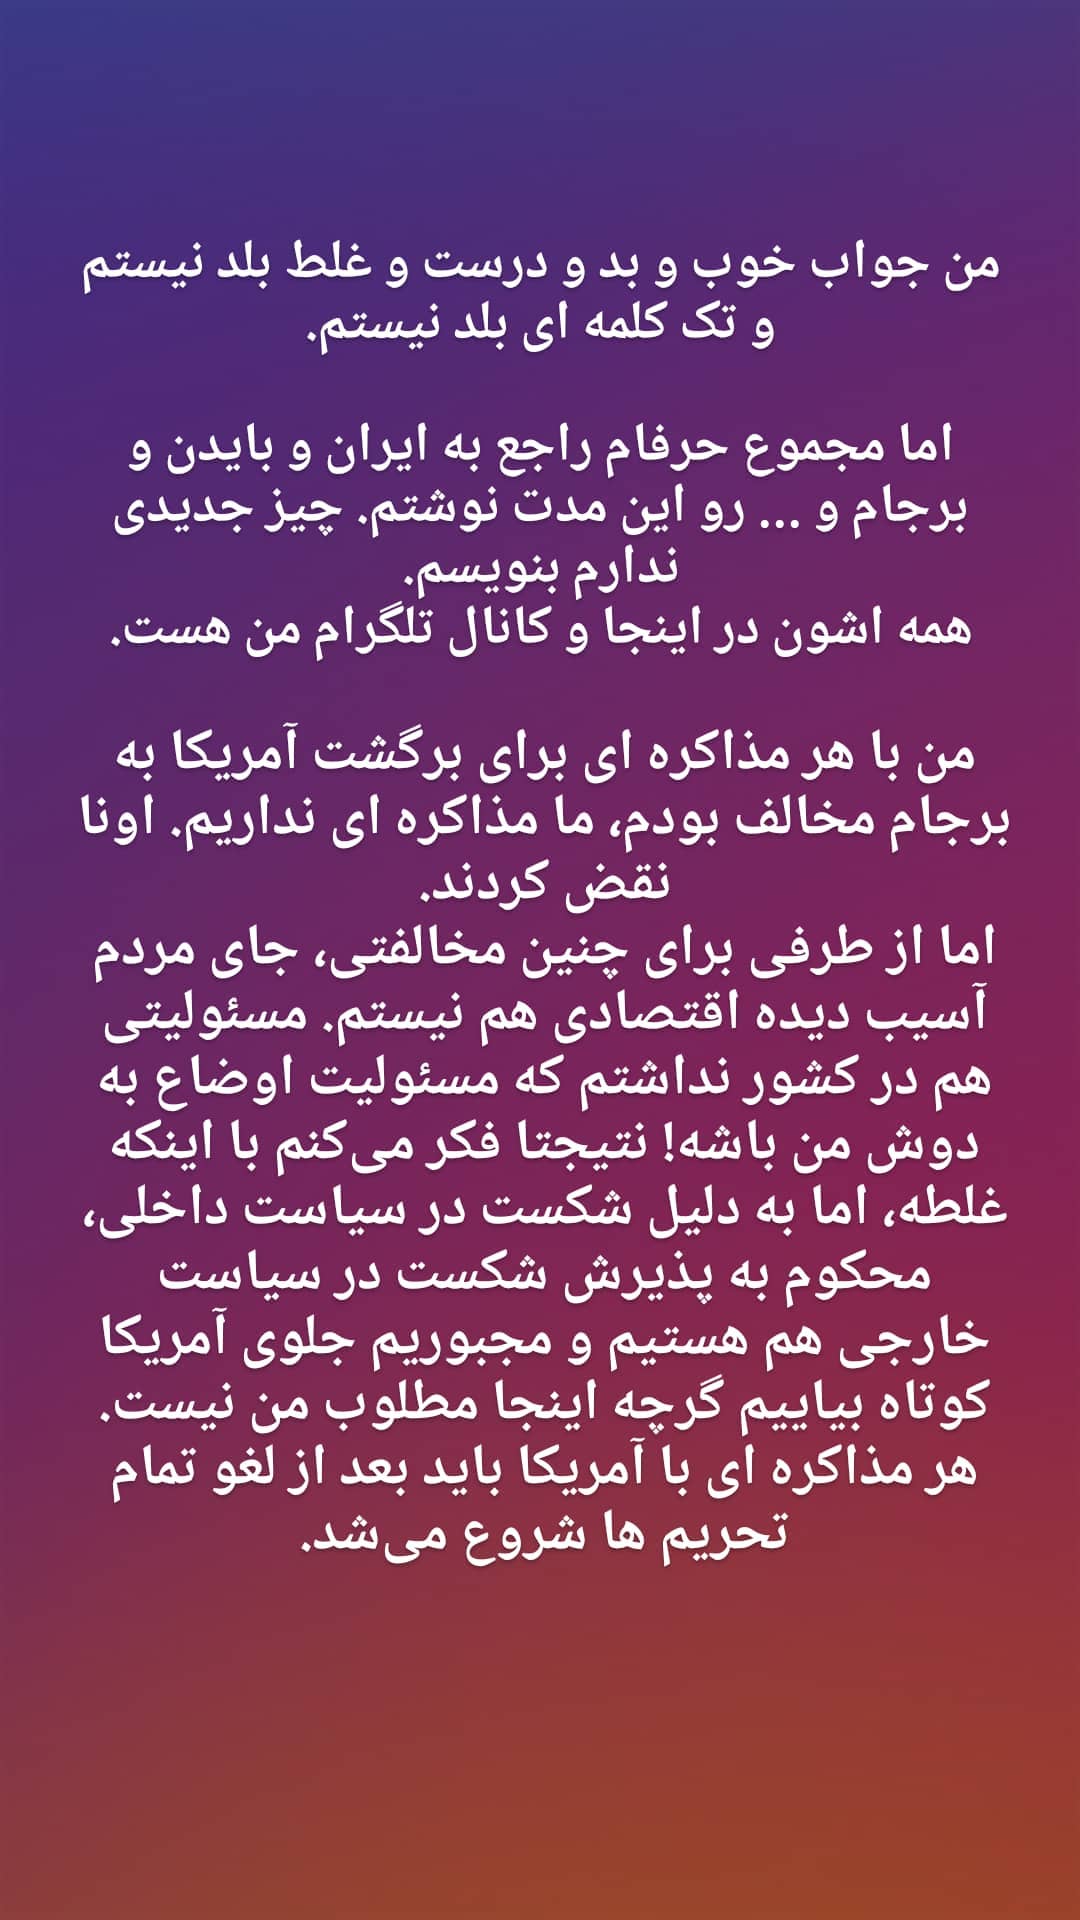 من جواب خوب و بد و درست و غلط بلد نیستم
و تک کلمه ای بلد نیستم.
اما مجموع حرفام راجع به ایران و بایدن و
برجام و ... رو این مدت نوشتم. چیز جدیدی
ندارم بنویسم.
همه اشون در اینجا و کانال تلگرام من هست.
من با هر مذاکره ای برای برگشت آمریکا به
برجام مخالف بودم، ما مذاکره ای نداریم. اونا
نقض کردند.
اما از طرفی برای چنین مخالفتی، جای مردم
آسیب دیده اقتصادی هم نیستم. مسئولیتی
هم در کشور نداشتم که مسئولیت اوضاع به
دوش من باشه! نتیجتا فکر می‌کنم با اینکه
غلطه، اما به دلیل شکست در سیاست داخلی،
محکوم به پذیرش شکست در سیاست
خارجی هم هستیم و مجبوریم جلوی آمریکا
کوتاه بیاییم گرچه اینجا مطلوب من نیست.
هر مذاکره ای با آمریکا باید بعد از لغو تمام
تحریم ها شروع می‌شد.